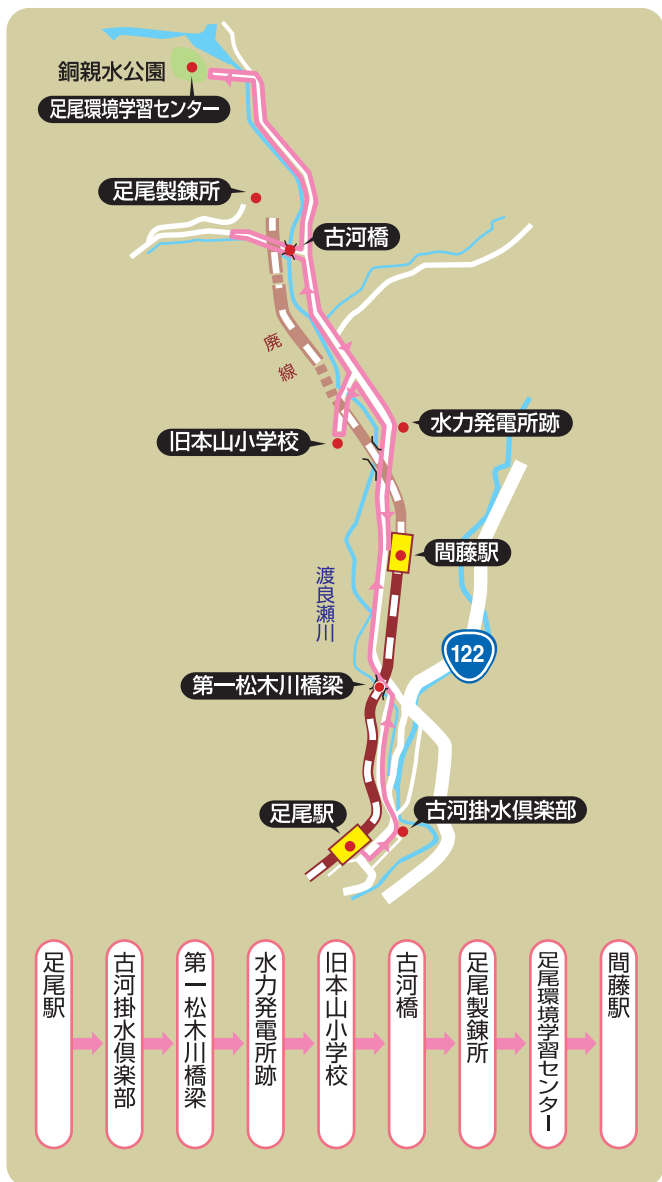 銅親水公園
足尾環境学習センター
足尾製錬所
古河橋
廃線
水力発電所跡
旧本山小学校
間藤駅
渡良瀬川
122
第一松木川橋梁
足尾駅
古河掛水倶楽部
足尾駅
古河掛水倶楽部
第一松木川橋梁
水力発電所跡
旧本山小学校
古河橋
足尾製錬所
足尾環境学習センター
間藤駅